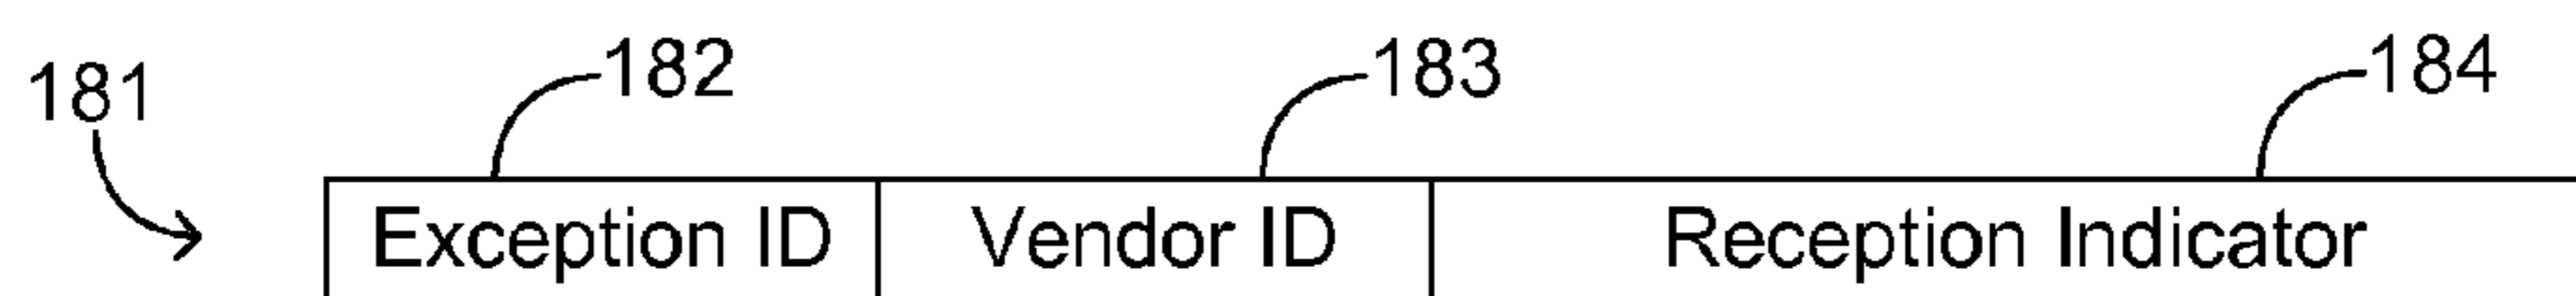 181 182 183 184
Exception ID Vendor ID Reception Indicator